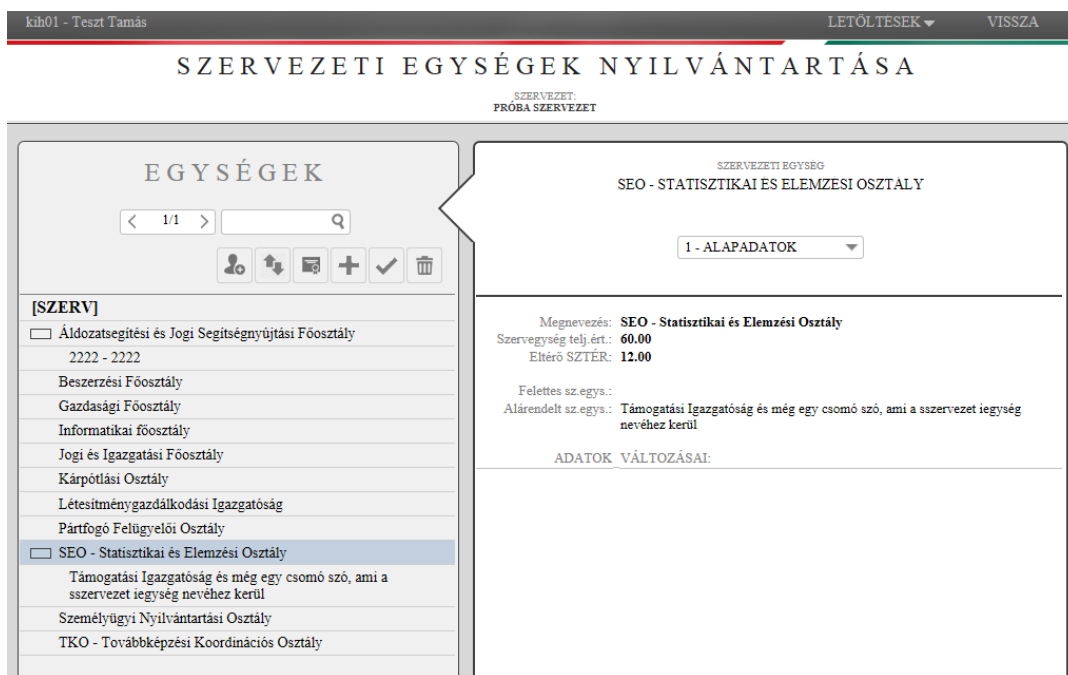 kih01 - Teszt Tamás
LETÖLTÉSEK
VISSZA
SZERVEZETI EGYSÉGEK NYILVÁNTARTÁSA
SZERVEZET:
PRÓBA SZERVEZET
EGYSÉGEK
1/1
[SZERV]
Áldozatsegítési és Jogi Segítségnyújtási Főosztály
2222 - 2222
Beszerzési Főosztály
Gazdasági Főosztály
Informatikai főosztály
Jogi és Igazgatási Főosztály
Kárpótlási Osztály
Létesítménygazdálkodási Igazgatóság
Pártfogó Felügyelői Osztály
SEO - Statisztikai és Elemzési Osztály
Támogatási Igazgatóság és még egy csomó szó, ami a
sszervezet iegység nevéhez kerül
Személyügyi Nyilvántartási Osztály
TKO - Továbbképzési Koordinációs Osztály
SZERVEZETI EGYSÉG
SEO - STATISZTIKAI ÉS ELEMZÉSI OSZTÁLY
1 - ALAPADATOK
Megnevezés: SEO - Statisztikai és Elemzési Osztály
Szervegység telj.ért.: 60.00
Eltérő SZTÉR: 12.00
Felettes sz.egys.:
Alárendelt sz.egys.: Támogatási Igazgatóság és még egy csomó szó, ami a sszervezet iegység
nevéhez kerül
ADATOK VÁLTOZÁSAI: